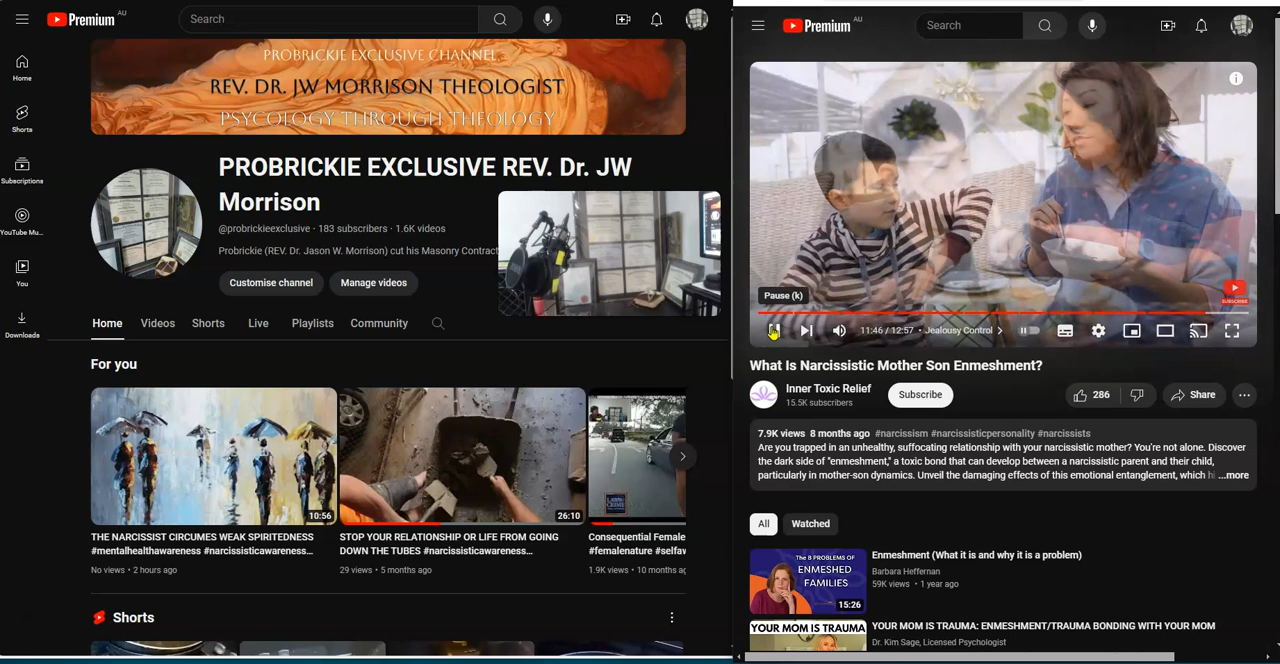 Premium AU
Search
Home
Shorts
Subscriptions
YouTube Mu...
You
Downloads
PROBRICKIE EXCLUSIVE CHANNEL
REV. DR. JW MORRISON THEOLOGIST
PSYCOLOGY THROUGH THEOLOGY
PROBRICKIE EXCLUSIVE REV. Dr. JW
Morrison
@probrickieexclusive · 183 subscribers · 1.6K videos
Probrickie (REV. Dr. Jason W. Morrison) cut his Masonry Contract
Customise channel
Manage videos
Home
Videos
Shorts
Live
Playlists
Community
For you
10:56
26:10
THE NARCISSIST CIRCUMES WEAK SPIRITEDNESS
#mentalhealthawareness #narcissisticawareness...
No views • 2 hours ago
STOP YOUR RELATIONSHIP OR LIFE FROM GOING
DOWN THE TUBES #narcissisticawareness...
29 views • 5 months ago
Consequential Female
#femalenature #selfaw
1.9K views • 10 months ag
Shorts
Premium AU
Search
Pause (k)
SUBSCRIBE
11:46 / 12:57 • Jealousy Control
What Is Narcissistic Mother Son Enmeshment?
Inner Toxic Relief
15.5K subscribers
Subscribe
286
Share
7.9K views 8 months ago #narcissism #narcissisticpersonality #narcissists
Are you trapped in an unhealthy, suffocating relationship with your narcissistic mother? You're not alone. Discover
the dark side of "enmeshment," a toxic bond that can develop between a narcissistic parent and their child,
particularly in mother-son dynamics. Unveil the damaging effects of this emotional entanglement, which hi ...more
All
Watched
The 8 PROBLEMS OF
ENMESHED
FAMILIES
15:26
Enmeshment (What it is and why it is a problem)
Barbara Heffernan
59K views • 1 year ago
YOUR MOM IS TRAUMA
YOUR MOM IS TRAUMA: ENMESHMENT/TRAUMA BONDING WITH YOUR MOM
Dr. Kim Sage, Licensed Psychologist